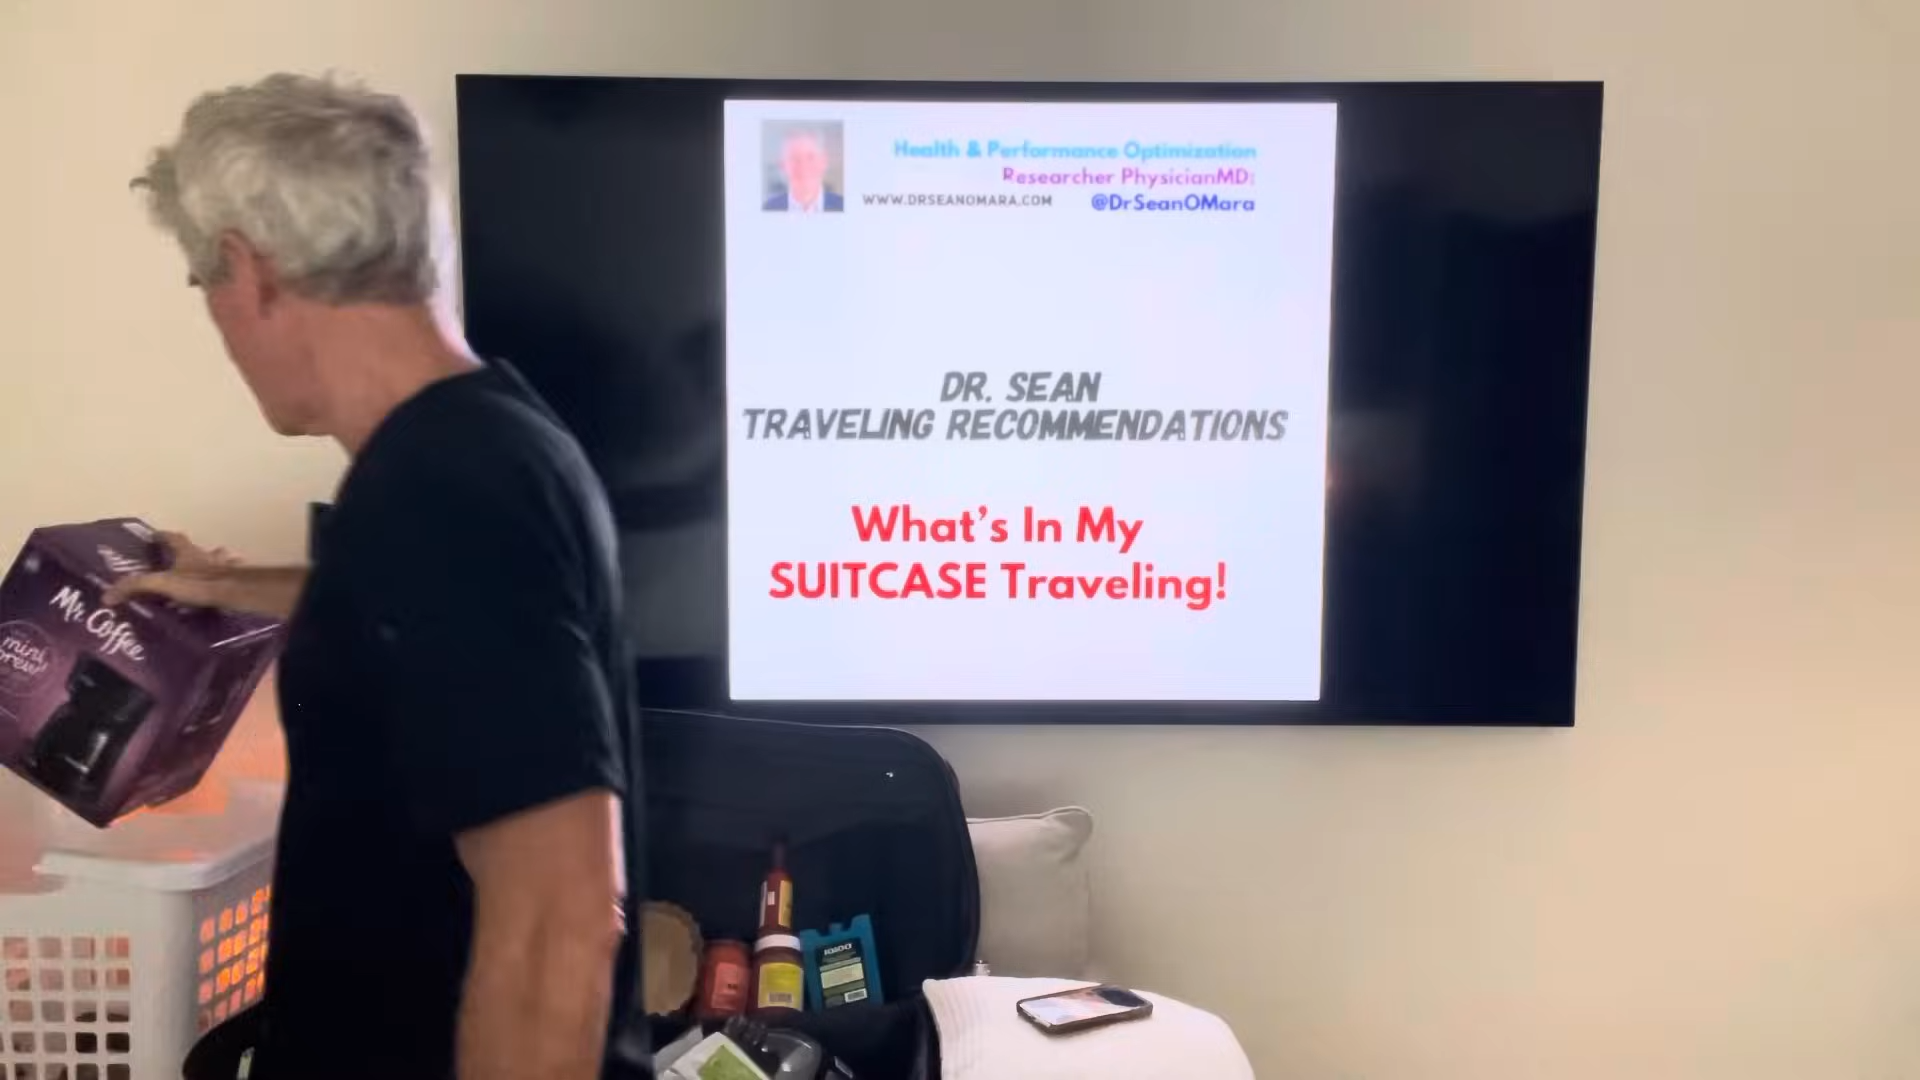 Health & Performance Optimization
Researcher PhysicianMD:
WWW.DRSEANOMARA.COM @DrSeanOMara
DR. SEAN
TRAVELING RECOMMENDATIONS
What's In My
SUITCASE Traveling!
Mr. Coffee
mini
brew
IGLOO